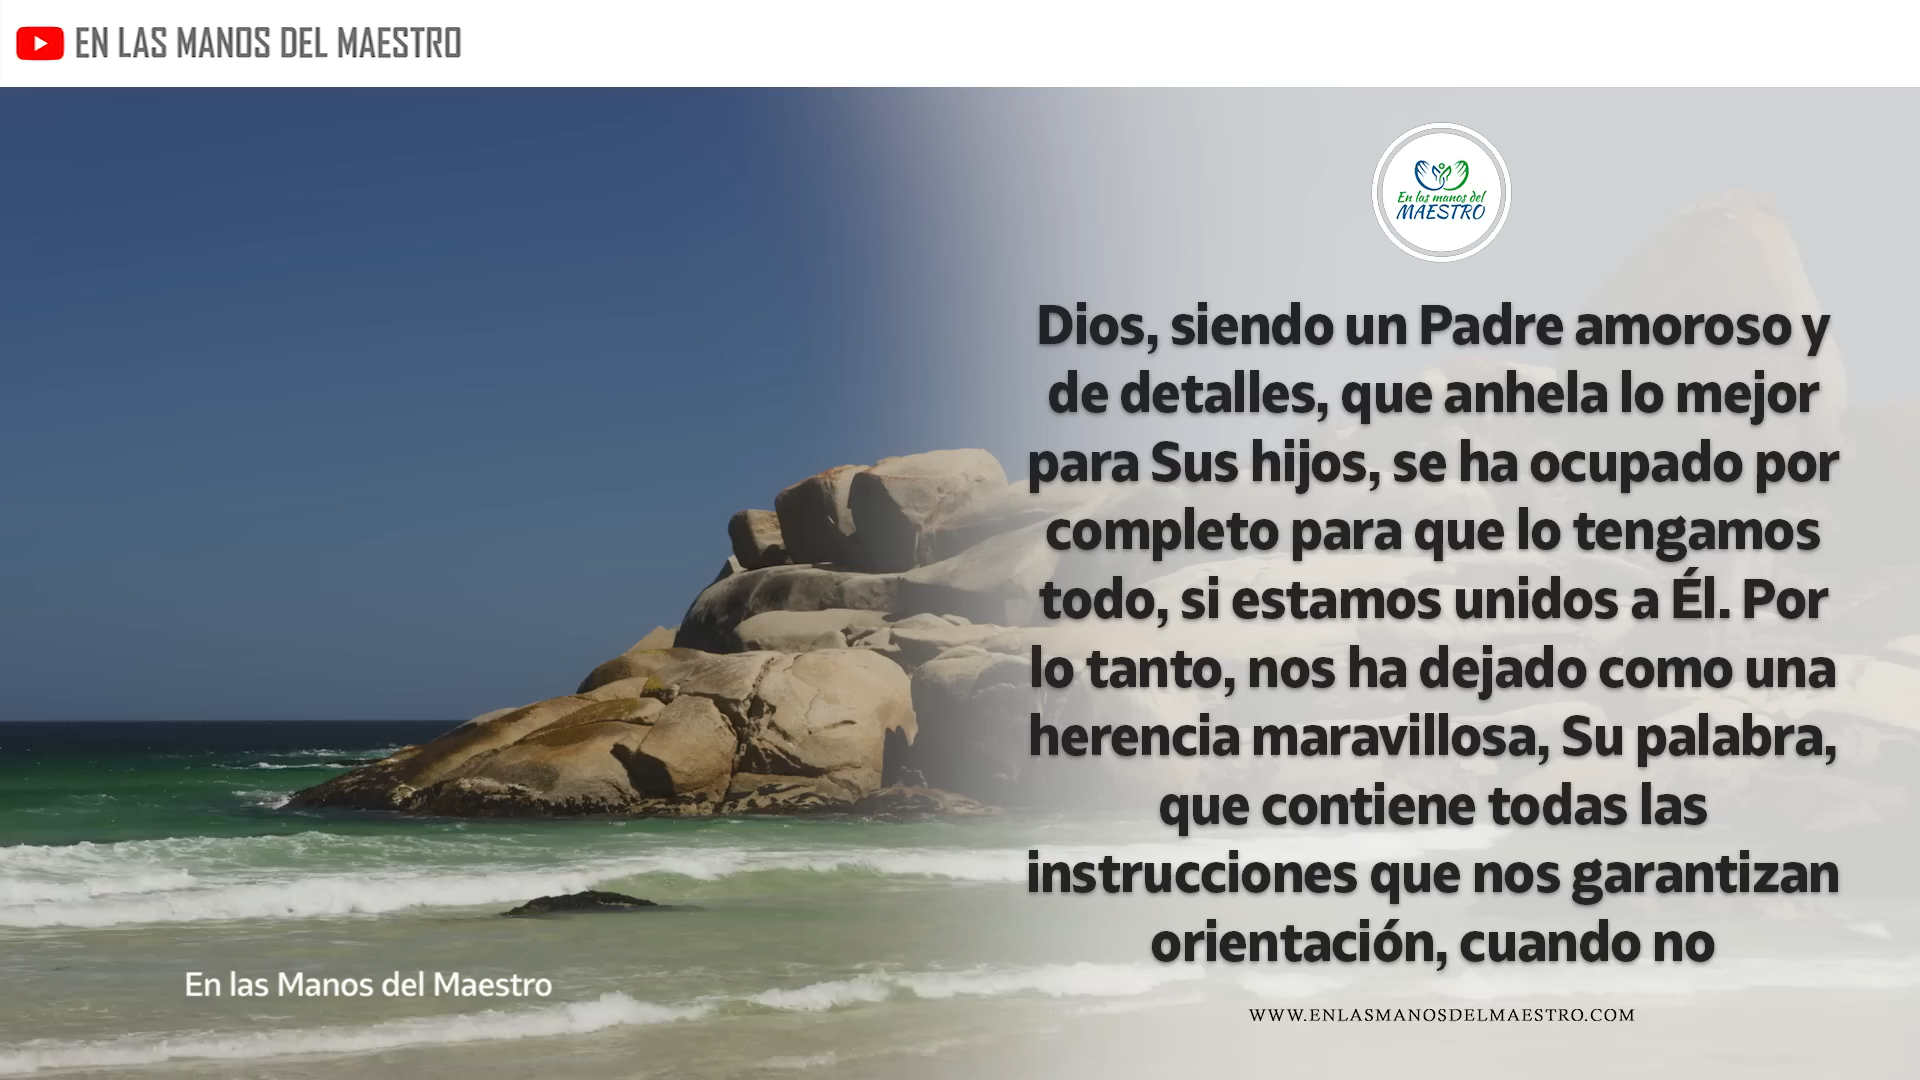 EN LAS MANOS DEL MAESTRO
En las manos del
MAESTRO
Dios, siendo un Padre amoroso y
de detalles, que anhela lo mejor
para Sus hijos, se ha ocupado por
completo para que lo tengamos
todo, si estamos unidos a Él. Por
lo tanto, nos ha dejado como una
herencia maravillosa, Su palabra,
que contiene todas las
instrucciones que nos garantizan
orientación, cuando no
En las Manos del Maestro
WWW.ENLASMANOSDELMAESTRO.COM